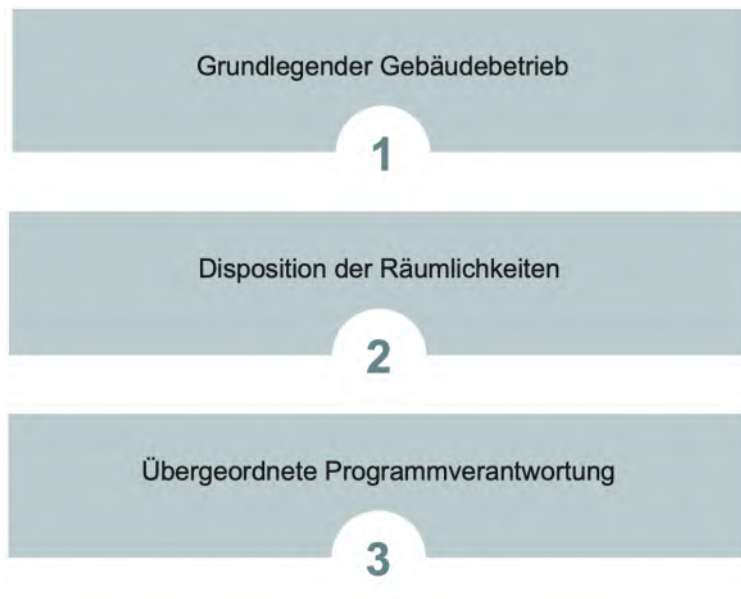 Grundlegender Gebäudebetrieb
1
Disposition der Räumlichkeiten
2
Übergeordnete Programmverantwortung
3